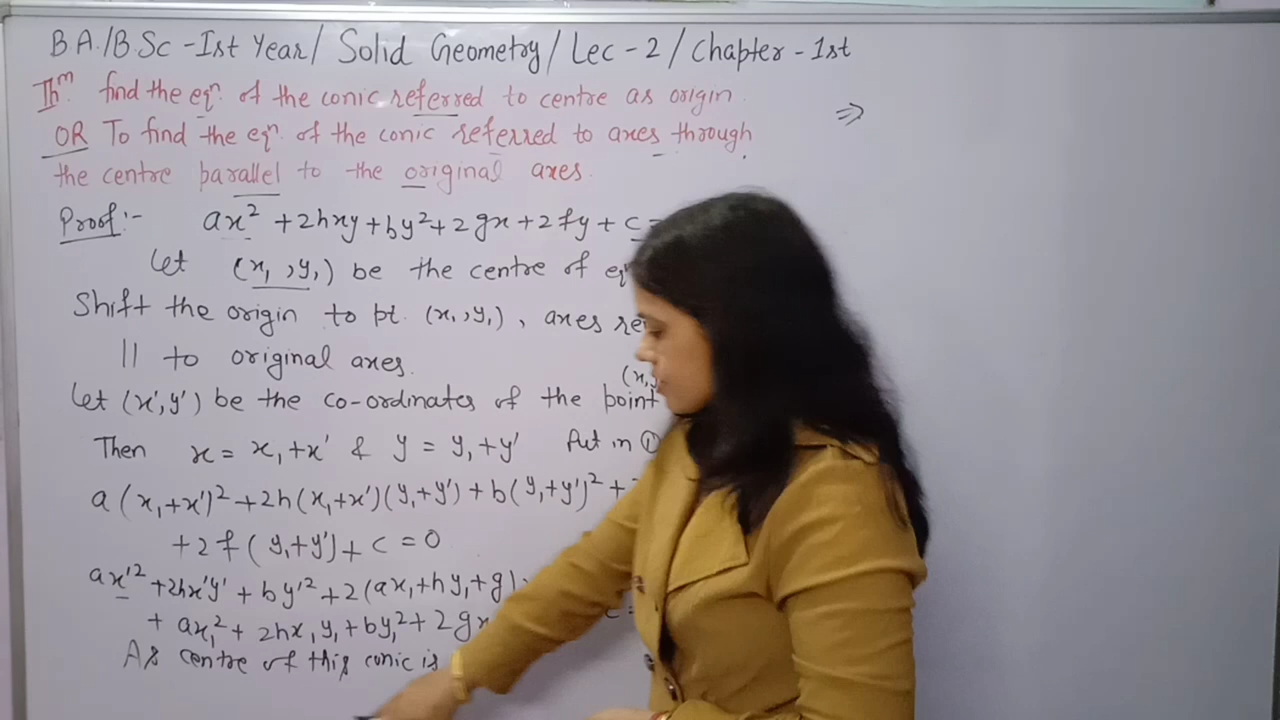 B.A./B.Sc - Ist Year/ Solid Geometry/ Lec - 2 / Chapter - 1st
Thm. find the eqn. of the conic referred to centre as origin.
OR To find the eqn. of the conic referred to axes through
the centre parallel to the original axes.
⇒
Proof:- ax² + 2hxy + by² + 2gx + 2fy + c =
Let (x₁, y₁) be the centre of eq
Shift the origin to pt. (x₁, y₁), axes re
|| to original axes.
(x,y
Let (x', y') be the co-ordinates of the point
Then x = x₁ + x' & y = y₁ + y' Put in ①
a(x₁+x')² + 2h(x₁+x')(y₁+y') + b(y₁+y')² +
+ 2f(y₁+y') + c = 0
ax'² + 2hx'y' + by'² + 2(ax₁+hy₁+g)
+ ax₁² + 2hx₁y₁ + by₁² + 2gx c =
As centre of this conic is